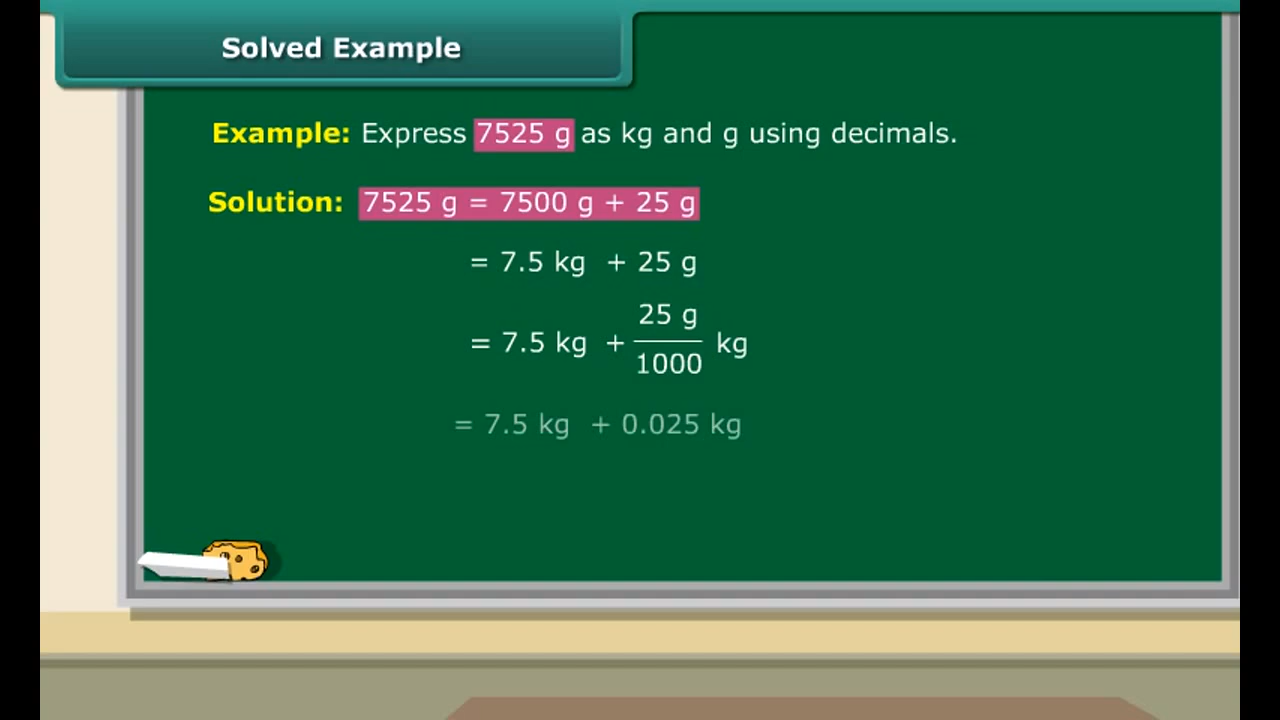 Solved Example
Example: Express 7525 g as kg and g using decimals.
Solution: 7525 g = 7500 g + 25 g
= 7.5 kg + 25 g
= 7.5 kg + 25 g/1000 kg
= 7.5 kg + 0.025 kg